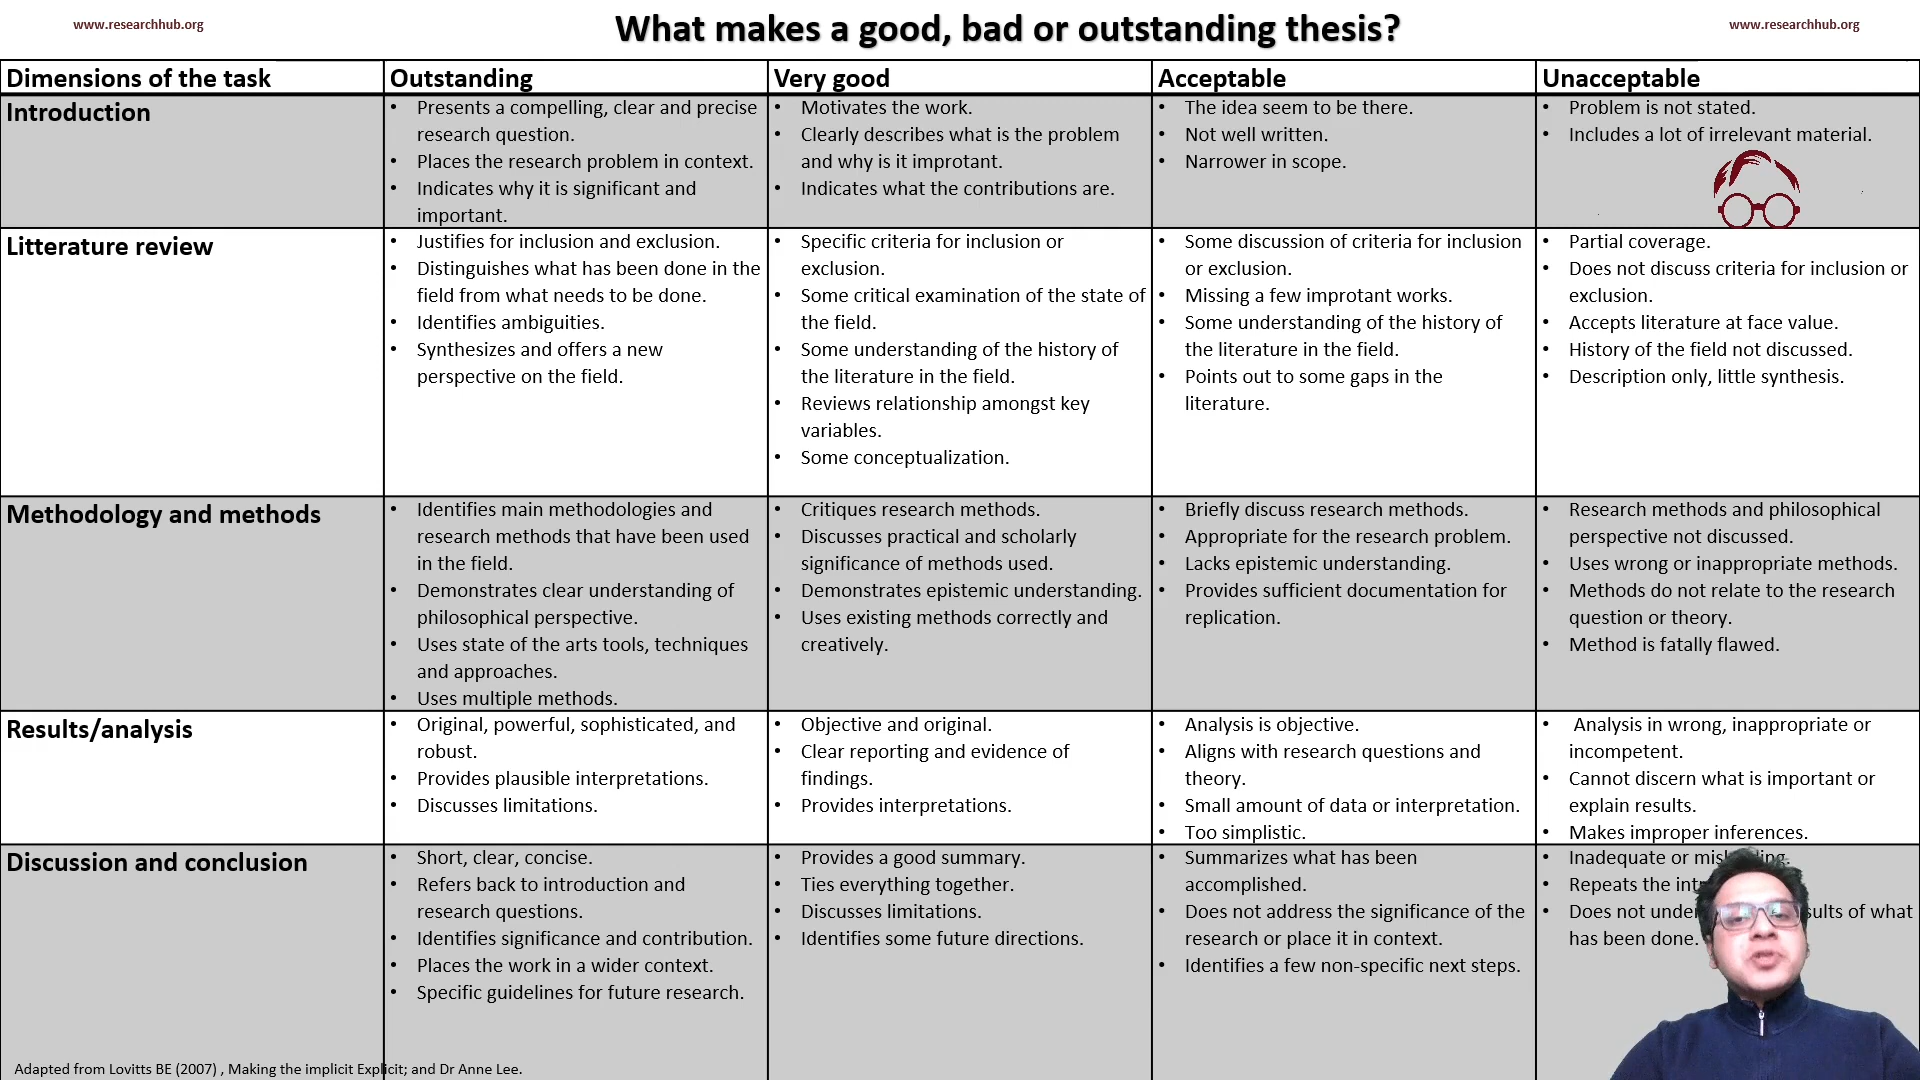 www.researchhub.org
What makes a good, bad or outstanding thesis?
www.researchhub.org
Dimensions of the task
Outstanding
Very good
Acceptable
Unacceptable
Introduction
• Presents a compelling, clear and precise
research question.
• Places the research problem in context.
• Indicates why it is significant and
important.
• Motivates the work.
• Clearly describes what is the problem
and why is it improtant.
• Indicates what the contributions are.
• The idea seem to be there.
• Not well written.
• Narrower in scope.
• Problem is not stated.
• Includes a lot of irrelevant material.
Litterature review
• Justifies for inclusion and exclusion.
• Distinguishes what has been done in the
field from what needs to be done.
• Identifies ambiguities.
• Synthesizes and offers a new
perspective on the field.
• Specific criteria for inclusion or
exclusion.
• Some critical examination of the state of
the field.
• Some understanding of the history of
the literature in the field.
• Reviews relationship amongst key
variables.
• Some conceptualization.
• Some discussion of criteria for inclusion
or exclusion.
• Missing a few improtant works.
• Some understanding of the history of
the literature in the field.
• Points out to some gaps in the
literature.
• Partial coverage.
• Does not discuss criteria for inclusion or
exclusion.
• Accepts literature at face value.
• History of the field not discussed.
• Description only, little synthesis.
Methodology and methods
• Identifies main methodologies and
research methods that have been used
in the field.
• Demonstrates clear understanding of
philosophical perspective.
• Uses state of the arts tools, techniques
and approaches.
• Uses multiple methods.
• Critiques research methods.
• Discusses practical and scholarly
significance of methods used.
• Demonstrates epistemic understanding.
• Uses existing methods correctly and
creatively.
• Briefly discuss research methods.
• Appropriate for the research problem.
• Lacks epistemic understanding.
• Provides sufficient documentation for
replication.
• Research methods and philosophical
perspective not discussed.
• Uses wrong or inappropriate methods.
• Methods do not relate to the research
question or theory.
• Method is fatally flawed.
Results/analysis
• Original, powerful, sophisticated, and
robust.
• Provides plausible interpretations.
• Discusses limitations.
• Objective and original.
• Clear reporting and evidence of
findings.
• Provides interpretations.
• Analysis is objective.
• Aligns with research questions and
theory.
• Small amount of data or interpretation.
• Too simplistic.
• Analysis in wrong, inappropriate or
incompetent.
• Cannot discern what is important or
explain results.
• Makes improper inferences.
Discussion and conclusion
• Short, clear, concise.
• Refers back to introduction and
research questions.
• Identifies significance and contribution.
• Places the work in a wider context.
• Specific guidelines for future research.
• Provides a good summary.
• Ties everything together.
• Discusses limitations.
• Identifies some future directions.
• Summarizes what has been
accomplished.
• Does not address the significance of the
research or place it in context.
• Identifies a few non-specific next steps.
• Inadequate or
• Repeats the
• Does not of what
has been done.
Adapted from Lovitts BE (2007) , Making the implicit Explicit; and Dr Anne Lee.